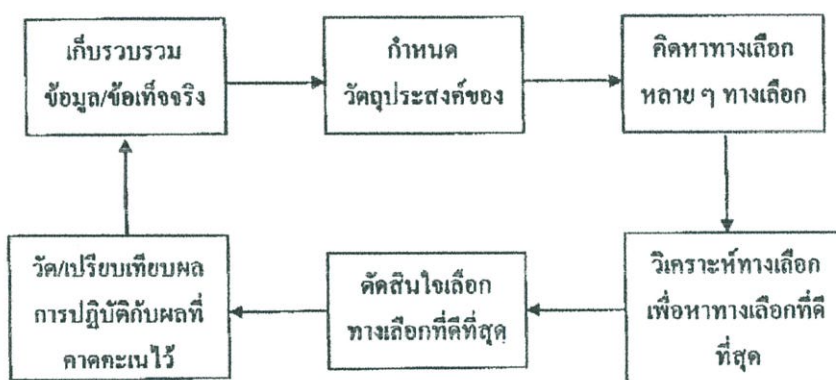 เก็บรวบรวม
ข้อมูล/ข้อเท็จจริง
กำหนด
วัตถุประสงค์ของ
คิดหาทางเลือก
หลาย ๆ ทางเลือก
วิเคราะห์ทางเลือก
เพื่อหาทางเลือกที่ดี
ที่สุด
ตัดสินใจเลือก
ทางเลือกที่ดีที่สุด
วัด/เปรียบเทียบผล
การปฏิบัติกับผลที่
คาดคะเนไว้